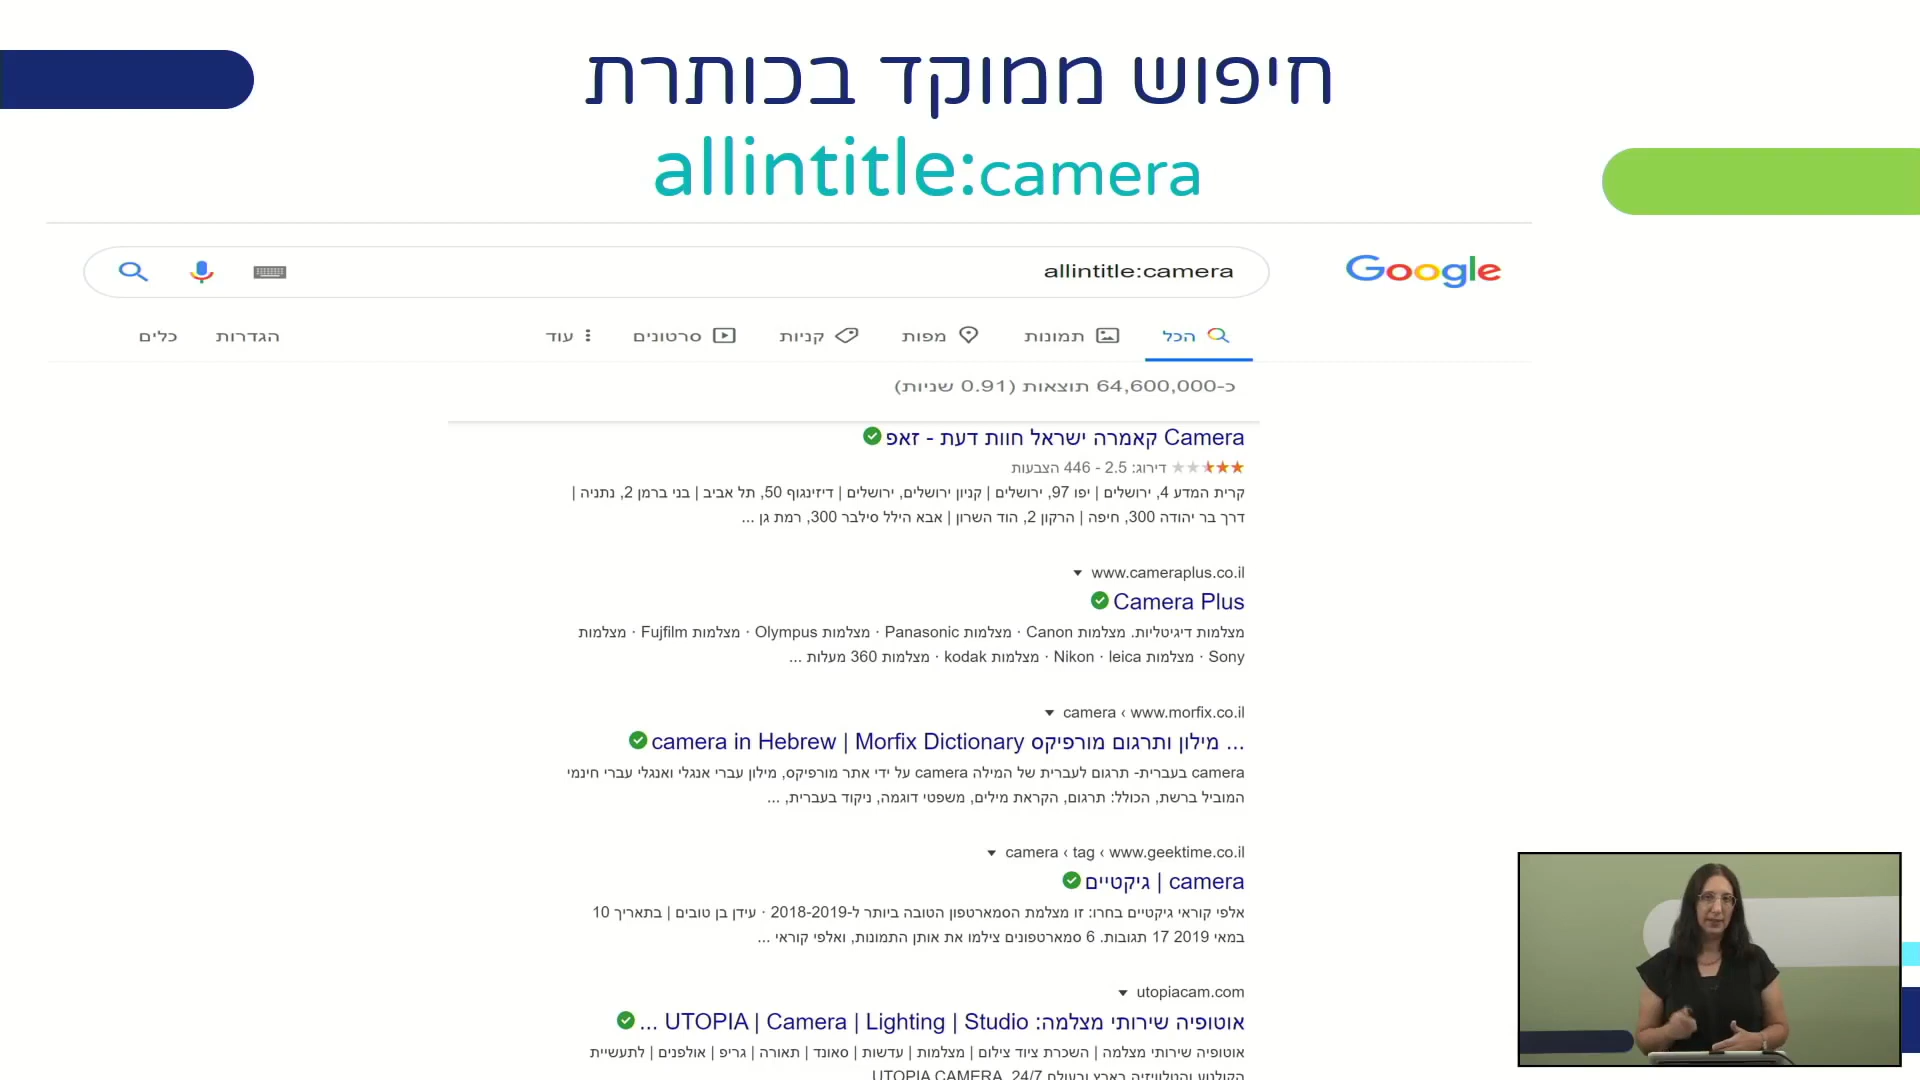 חיפוש ממוקד בכותרת
allintitle:camera
Google
allintitle:camera
הכל תמונות מפות קניות סרטונים עוד הגדרות כלים
כ-64,600,000 תוצאות (0.91 שניות)
Camera קאמרה ישראל חוות דעת - זאפ
דירוג: 2.5 - 446 הצבעות
קרית המדע 4, ירושלים | יפו 97, ירושלים | קניון ירושלים, ירושלים | דיזינגוף 50, תל אביב | בני ברמן 2, נתניה |
דרך בר יהודה 300, חיפה | הרקון 2, הוד השרון | אבא הילל סילבר 300, רמת גן ...
www.cameraplus.co.il
Camera Plus
מצלמות דיגיטליות. מצלמות Canon · מצלמות Panasonic · מצלמות Olympus · מצלמות Fujfilm · מצלמות
Sony · מצלמות Nikon · leica · מצלמות kodak · מצלמות 360 מעלות ...
www.morfix.co.il › camera
... מילון ותרגום מורפיקס camera in Hebrew | Morfix Dictionary
camera בעברית- תרגום לעברית של המילה camera על ידי אתר מורפיקס, מילון עברי אנגלי ואנגלי עברי חינמי
המוביל ברשת, הכולל: תרגום, הקראת מילים, משפטי דוגמה, ניקוד בעברית, ...
www.geektime.co.il › tag › camera
camera | גיקטיים
אלפי קוראי גיקטיים בחרו: זו מצלמת הסמארטפון הטובה ביותר ל-2018-2019 · עידן בן טובים | בתאריך 10
במאי 2019 17 תגובות. 6 סמארטפונים צילמו את אותן התמונות, ואלפי קוראי ...
utopiacam.com
אוטופיה שירותי מצלמה: UTOPIA | Camera | Lighting | Studio ...
אוטופיה שירותי מצלמה | השכרת ציוד צילום | מצלמות | עדשות | סאונד | תאורה | גריפ | אולפנים | לתעשיית
הקולנוע והטלוויזיה בארץ ובעולם 24/7 .UTOPIA CAMERA